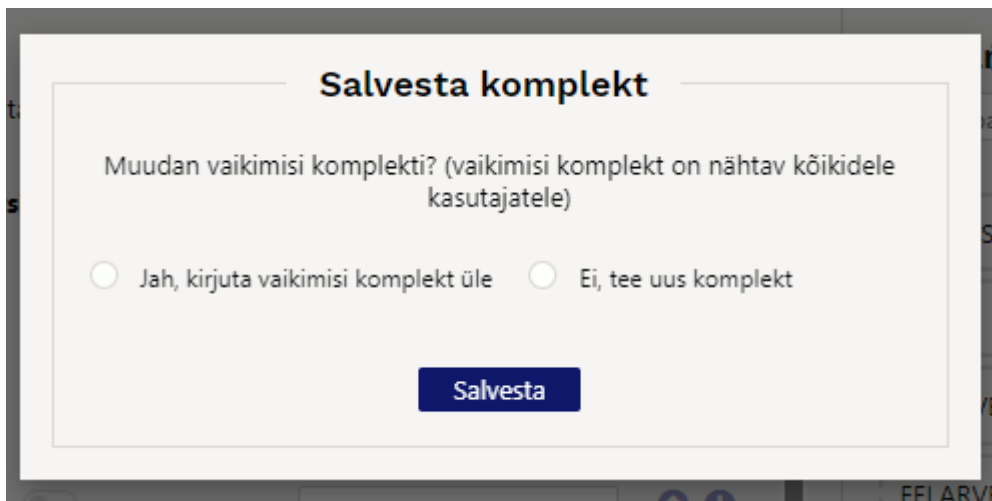 Salvesta komplekt
Muudan vaikimisi komplekti? (vaikimisi komplekt on nähtav kõikidele
kasutajatele)
Jah, kirjuta vaikimisi komplekt üle
Ei, tee uus komplekt
Salvesta